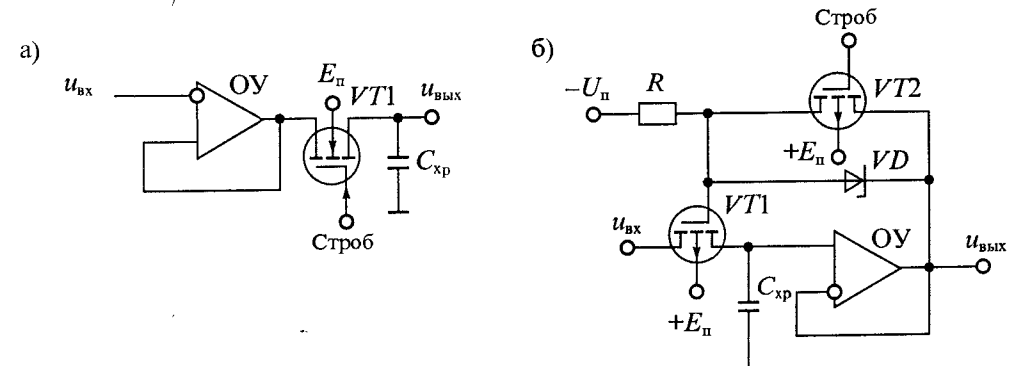 а)
uвх
ОУ
Eп
VT1
uвых
Cхр
Строб
б)
Строб
−Uп
R
VT2
+Eп
VD
VT1
uвх
ОУ
uвых
Cхр
+Eп